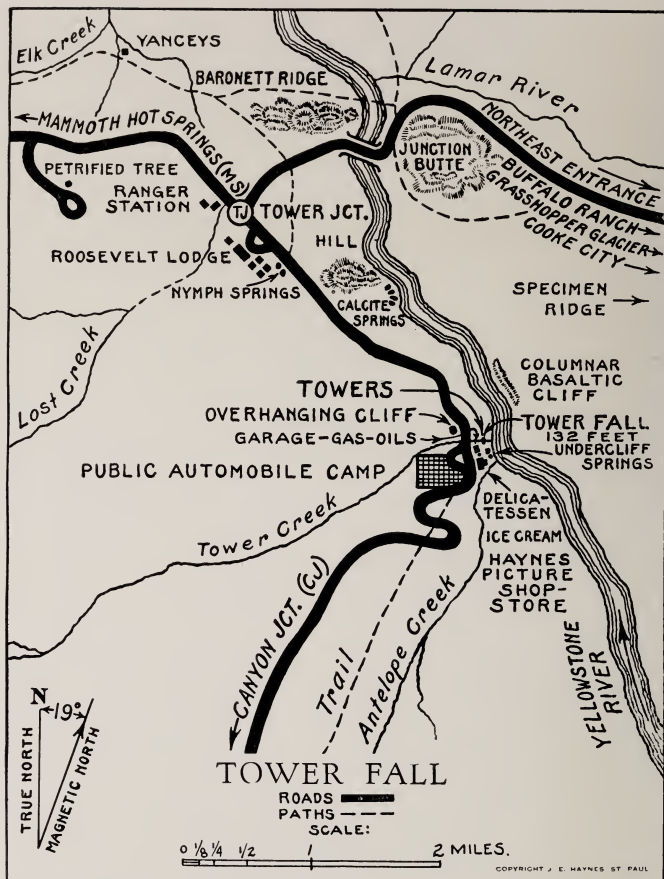 Elk Creek
YANCEYS
BARONETT RIDGE
Lamar River
MAMMOTH HOT SPRINGS (MS)
NORTHEAST ENTRANCE
BUFFALO RANCH
GRASSHOPPER GLACIER
COOKE CITY
JUNCTION
BUTTE
PETRIFIED TREE
RANGER
STATION
TJ
TOWER JCT.
HILL
ROOSEVELT LODGE
NYMPH SPRINGS
CALCITE
SPRINGS
SPECIMEN
RIDGE
Lost Creek
COLUMNAR
BASALTIC
CLIFF
TOWERS
OVERHANGING CLIFF
GARAGE-GAS-OILS
TOWER FALL
132 FEET
UNDERCLIFF
SPRINGS
PUBLIC AUTOMOBILE CAMP
DELICA-
TESSEN
ICE CREAM
HAYNES
PICTURE
SHOP-
STORE
Tower Creek
CANYON JCT. (CJ)
Trail
Antelope Creek
YELLOWSTONE
RIVER
N
19°
TRUE NORTH
MAGNETIC NORTH
TOWER FALL
ROADS
PATHS
SCALE:
0 1/8 1/4 1/2 1 2 MILES.
COPYRIGHT J. E. HAYNES ST PAUL